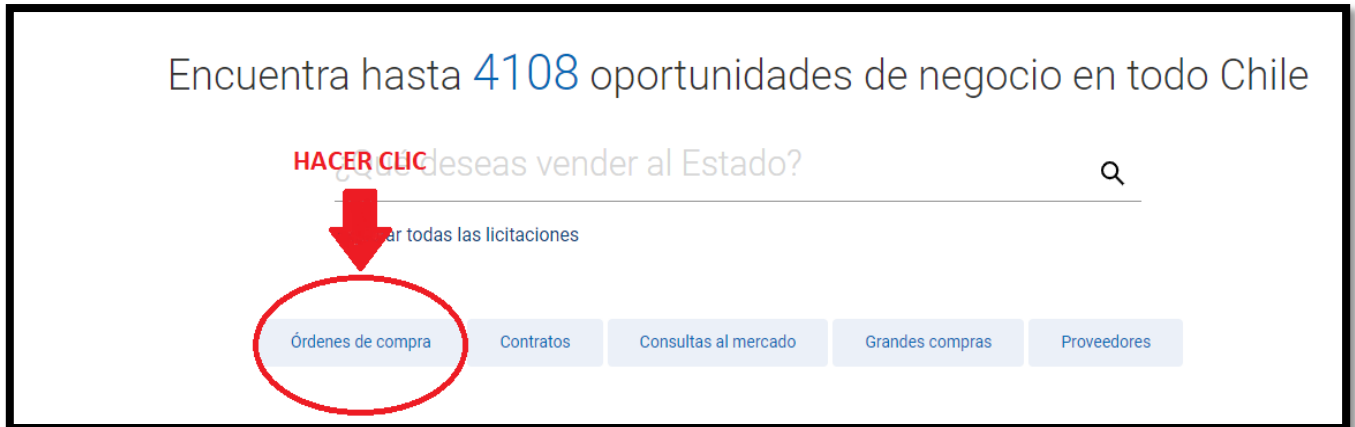 Encuentra hasta 4108 oportunidades de negocio en todo Chile
HACER CLIC
¿Qué deseas vender al Estado?
todas las licitaciones
Órdenes de compra
Contratos
Consultas al mercado
Grandes compras
Proveedores